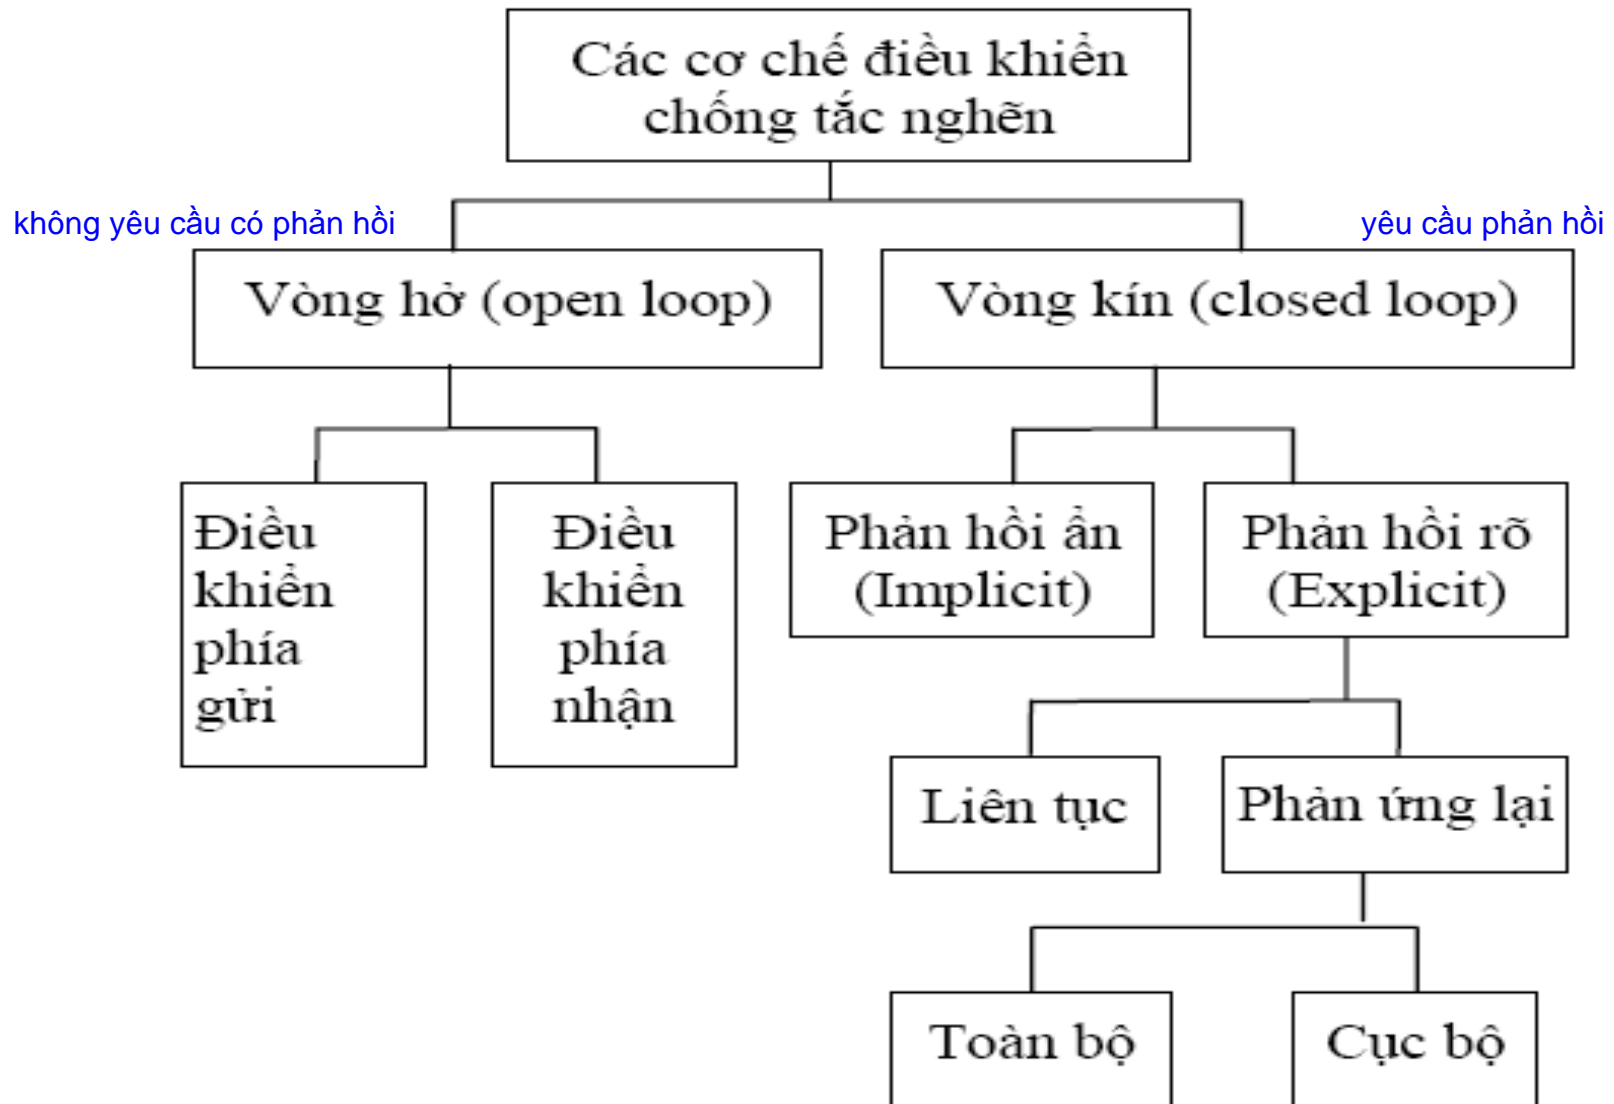 Các cơ chế điều khiển
chống tắc nghẽn
không yêu cầu có phản hồi
yêu cầu phản hồi
Vòng hở (open loop)
Vòng kín (closed loop)
Điều
khiển
phía
gửi
Điều
khiển
phía
nhận
Phản hồi ẩn
(Implicit)
Phản hồi rõ
(Explicit)
Liên tục
Phản ứng lại
Toàn bộ
Cục bộ